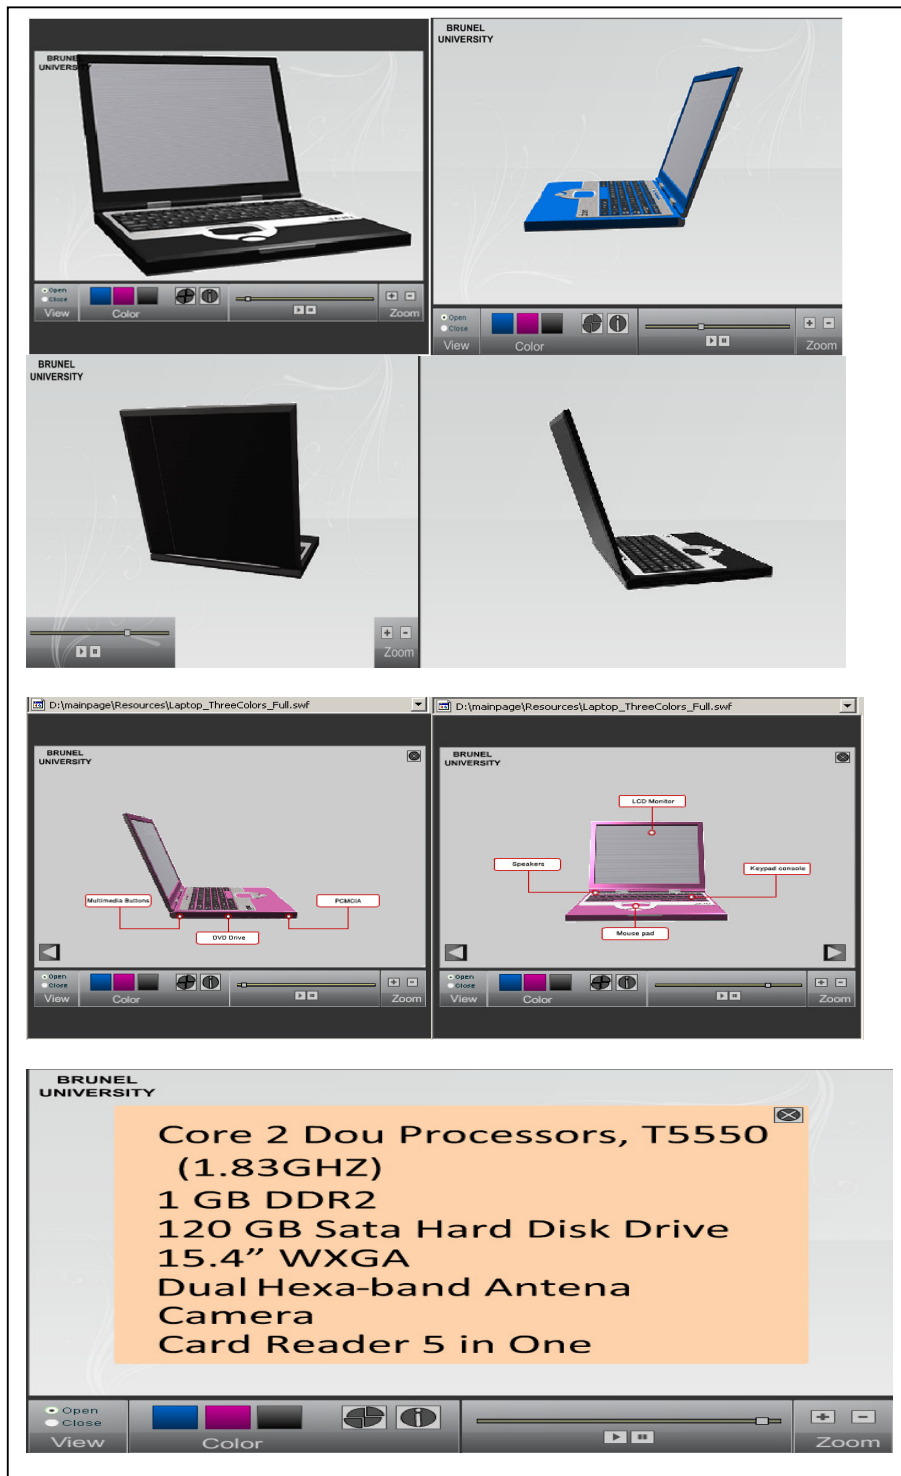 BRUNEL
UNIVERSITY
Open
Close
View
Color
Zoom
BRUNEL
UNIVERSITY
Open
Close
View
Color
Zoom
BRUNEL
UNIVERSITY
Zoom
D:\mainpage\Resources\Laptop_ThreeColors_Full.swf
BRUNEL
UNIVERSITY
Multimedia Buttons
PCMCIA
DVD Drive
Open
Close
View
Color
Zoom
D:\mainpage\Resources\Laptop_ThreeColors_Full.swf
BRUNEL
UNIVERSITY
LCD Monitor
Speakers
Keypad console
Mouse pad
Open
Close
View
Color
Zoom
BRUNEL
UNIVERSITY
Core 2 Dou Processors, T5550
(1.83GHZ)
1 GB DDR2
120 GB Sata Hard Disk Drive
15.4” WXGA
Dual Hexa-band Antena
Camera
Card Reader 5 in One
Open
Close
View
Color
Zoom